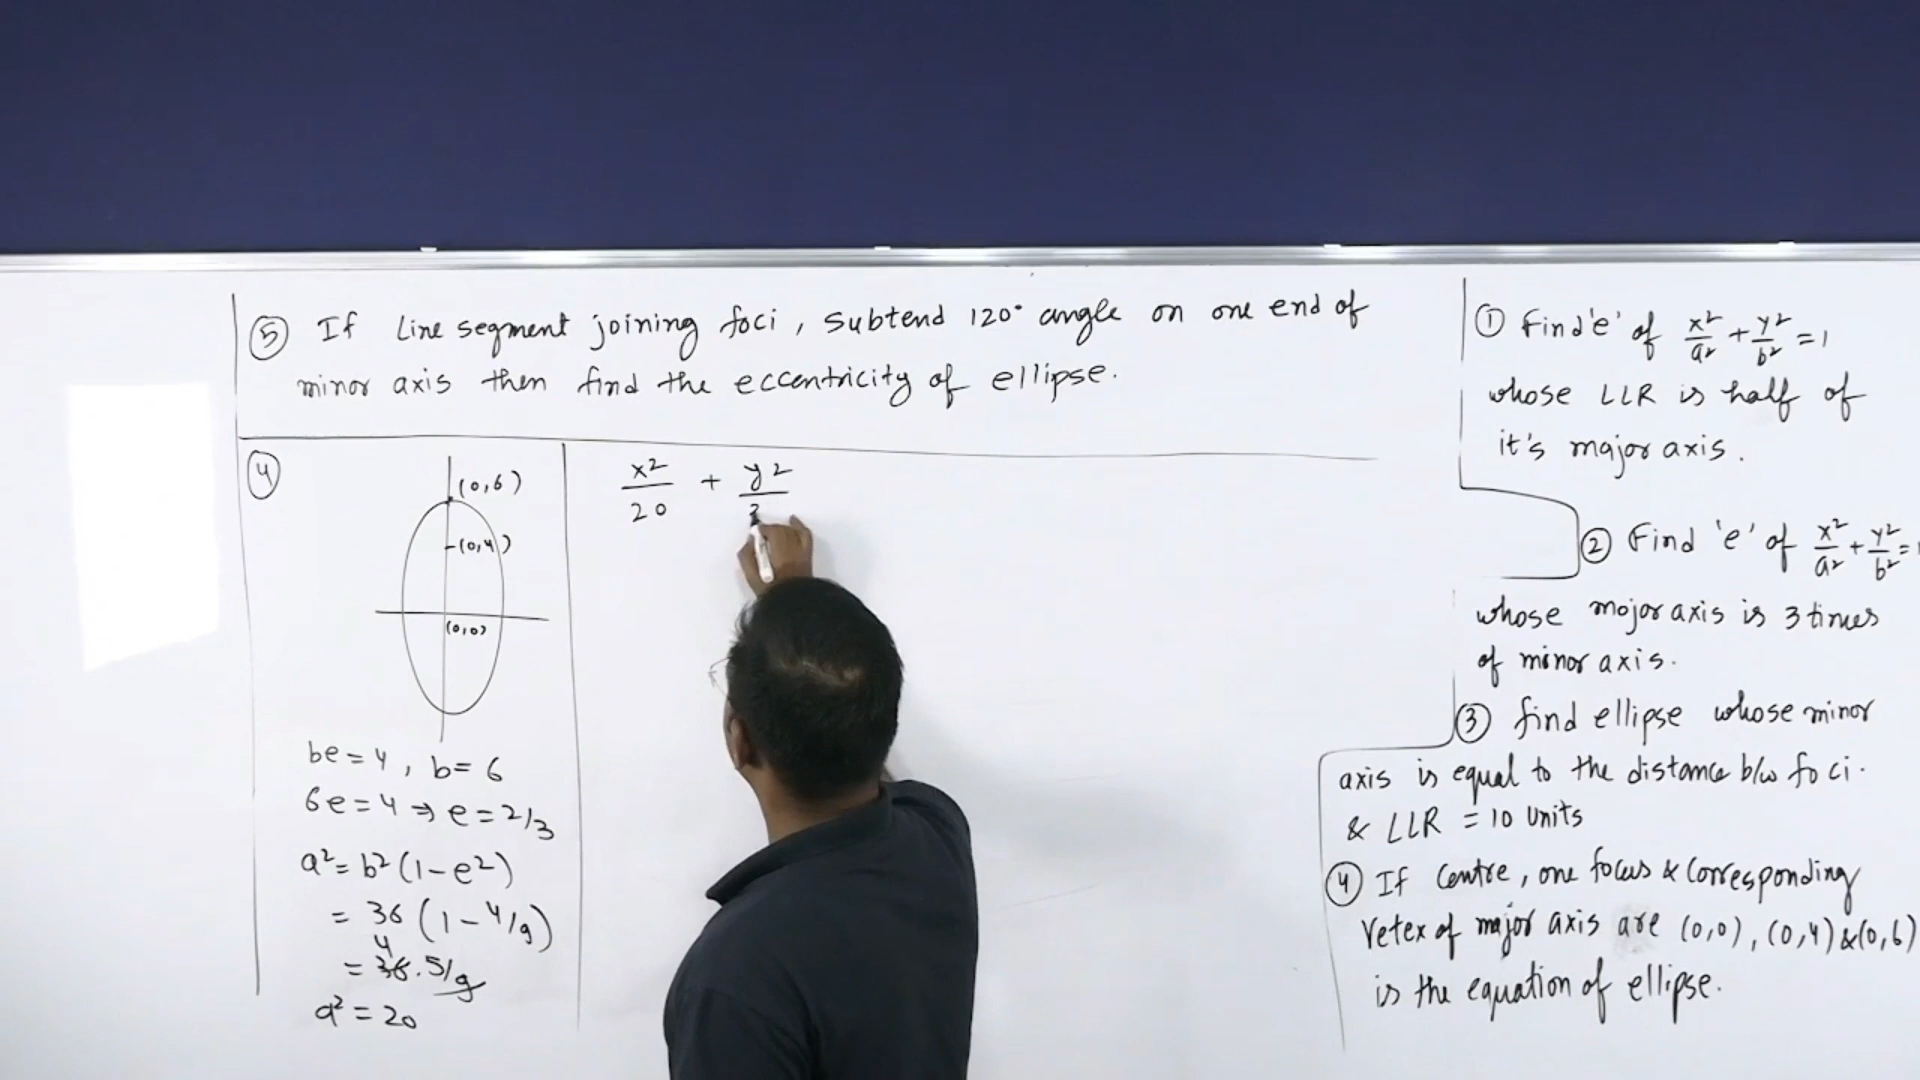 ⑤ If Line segment joining foci, subtend 120° angle on one end of
minor axis then find the eccentricity of ellipse.
④
(0,6)
(0,4)
(0,0)
be = 4, b = 6
6e = 4 ⇒ e = 2/3
a² = b² (1 - e²)
= 36 (1 - 4/9)
4
= 36. 5/9
a² = 20
x²/20 + y²/3
① Find 'e' of x²/a² + y²/b² = 1
whose LLR is half of
it's major axis.
② Find 'e' of x²/a² + y²/b² = 1
whose mojor axis is 3 times
of minor axis.
③ find ellipse whose minor
axis is equal to the distance b/w foci.
& LLR = 10 units
④ If Centre, one focus & Corresponding
Vetex of major axis are (0,0), (0,4) & (0,6)
is the equation of ellipse.